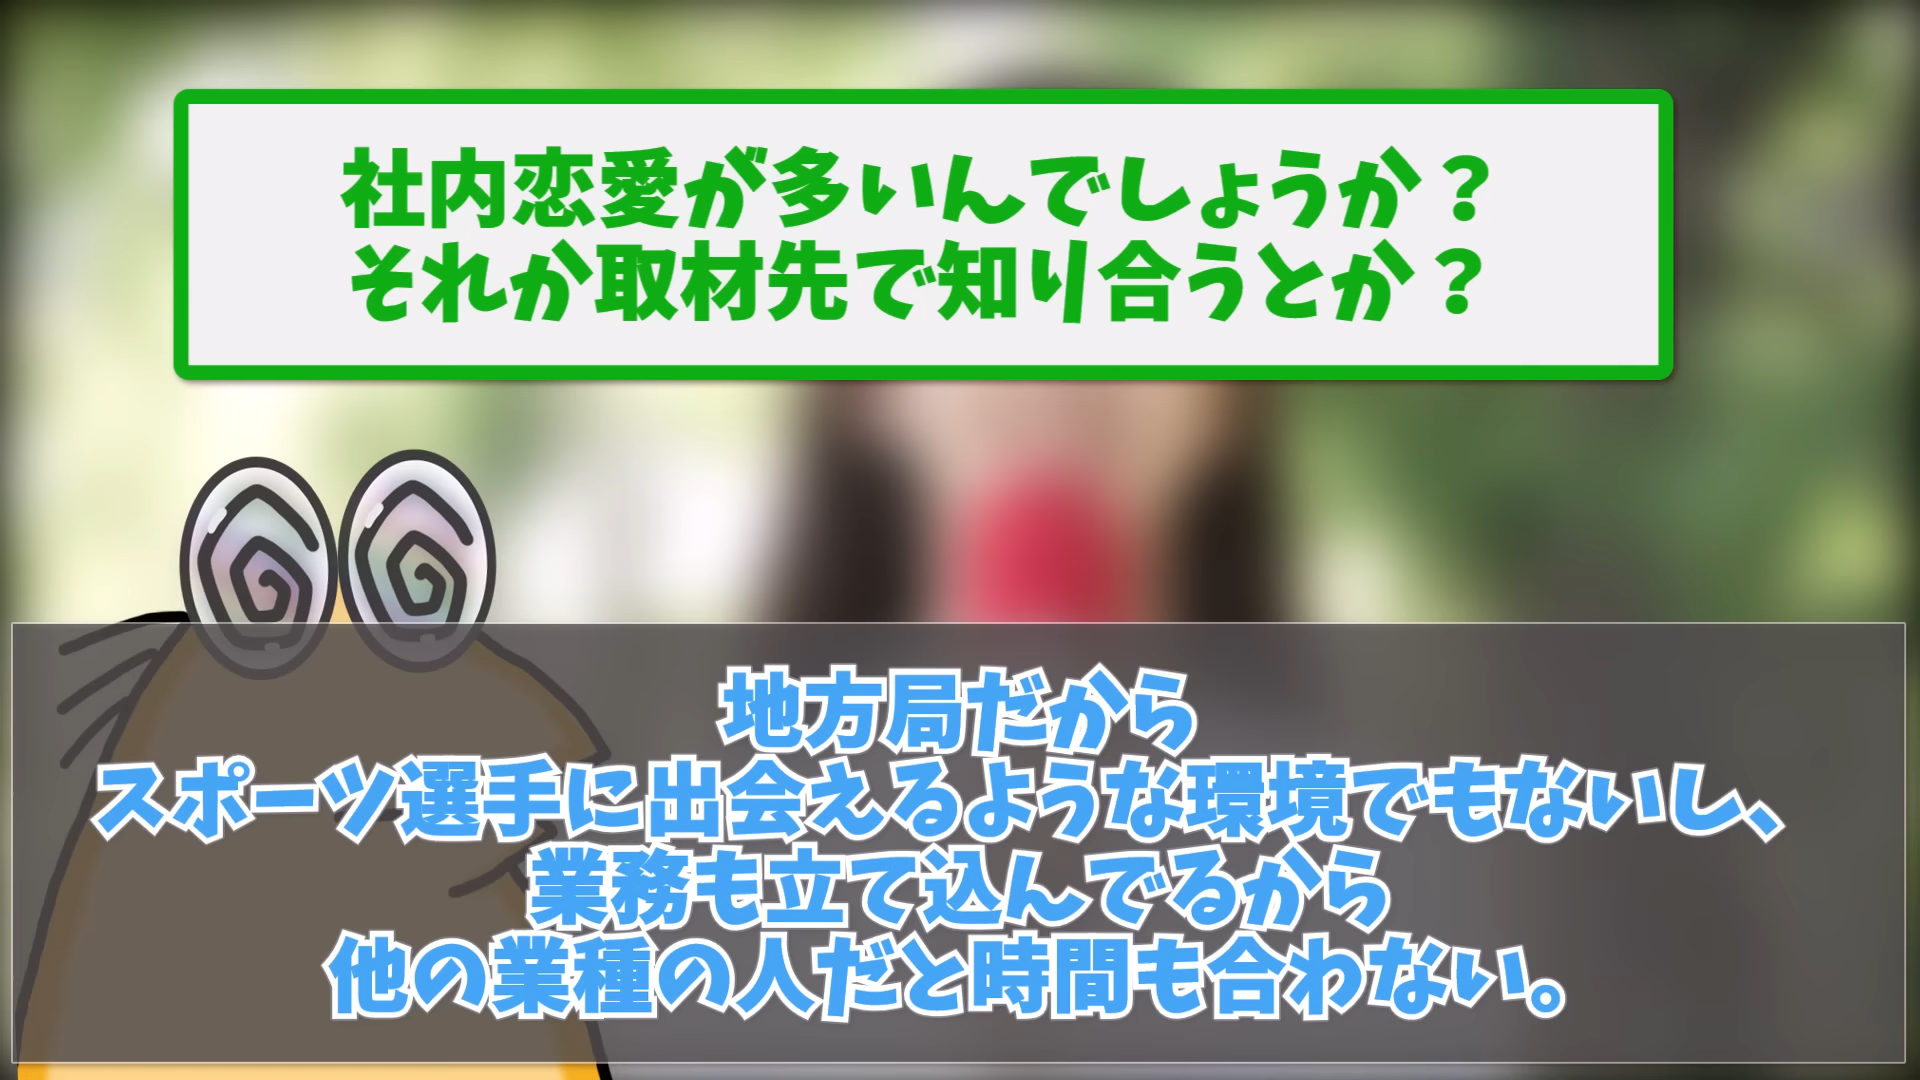 社内恋愛が多いんでしょうか？
それか取材先で知り合うとか？
地方局だから
スポーツ選手に出会えるような環境でもないし、
業務も立て込んでるから
他の業種の人だと時間も合わない。